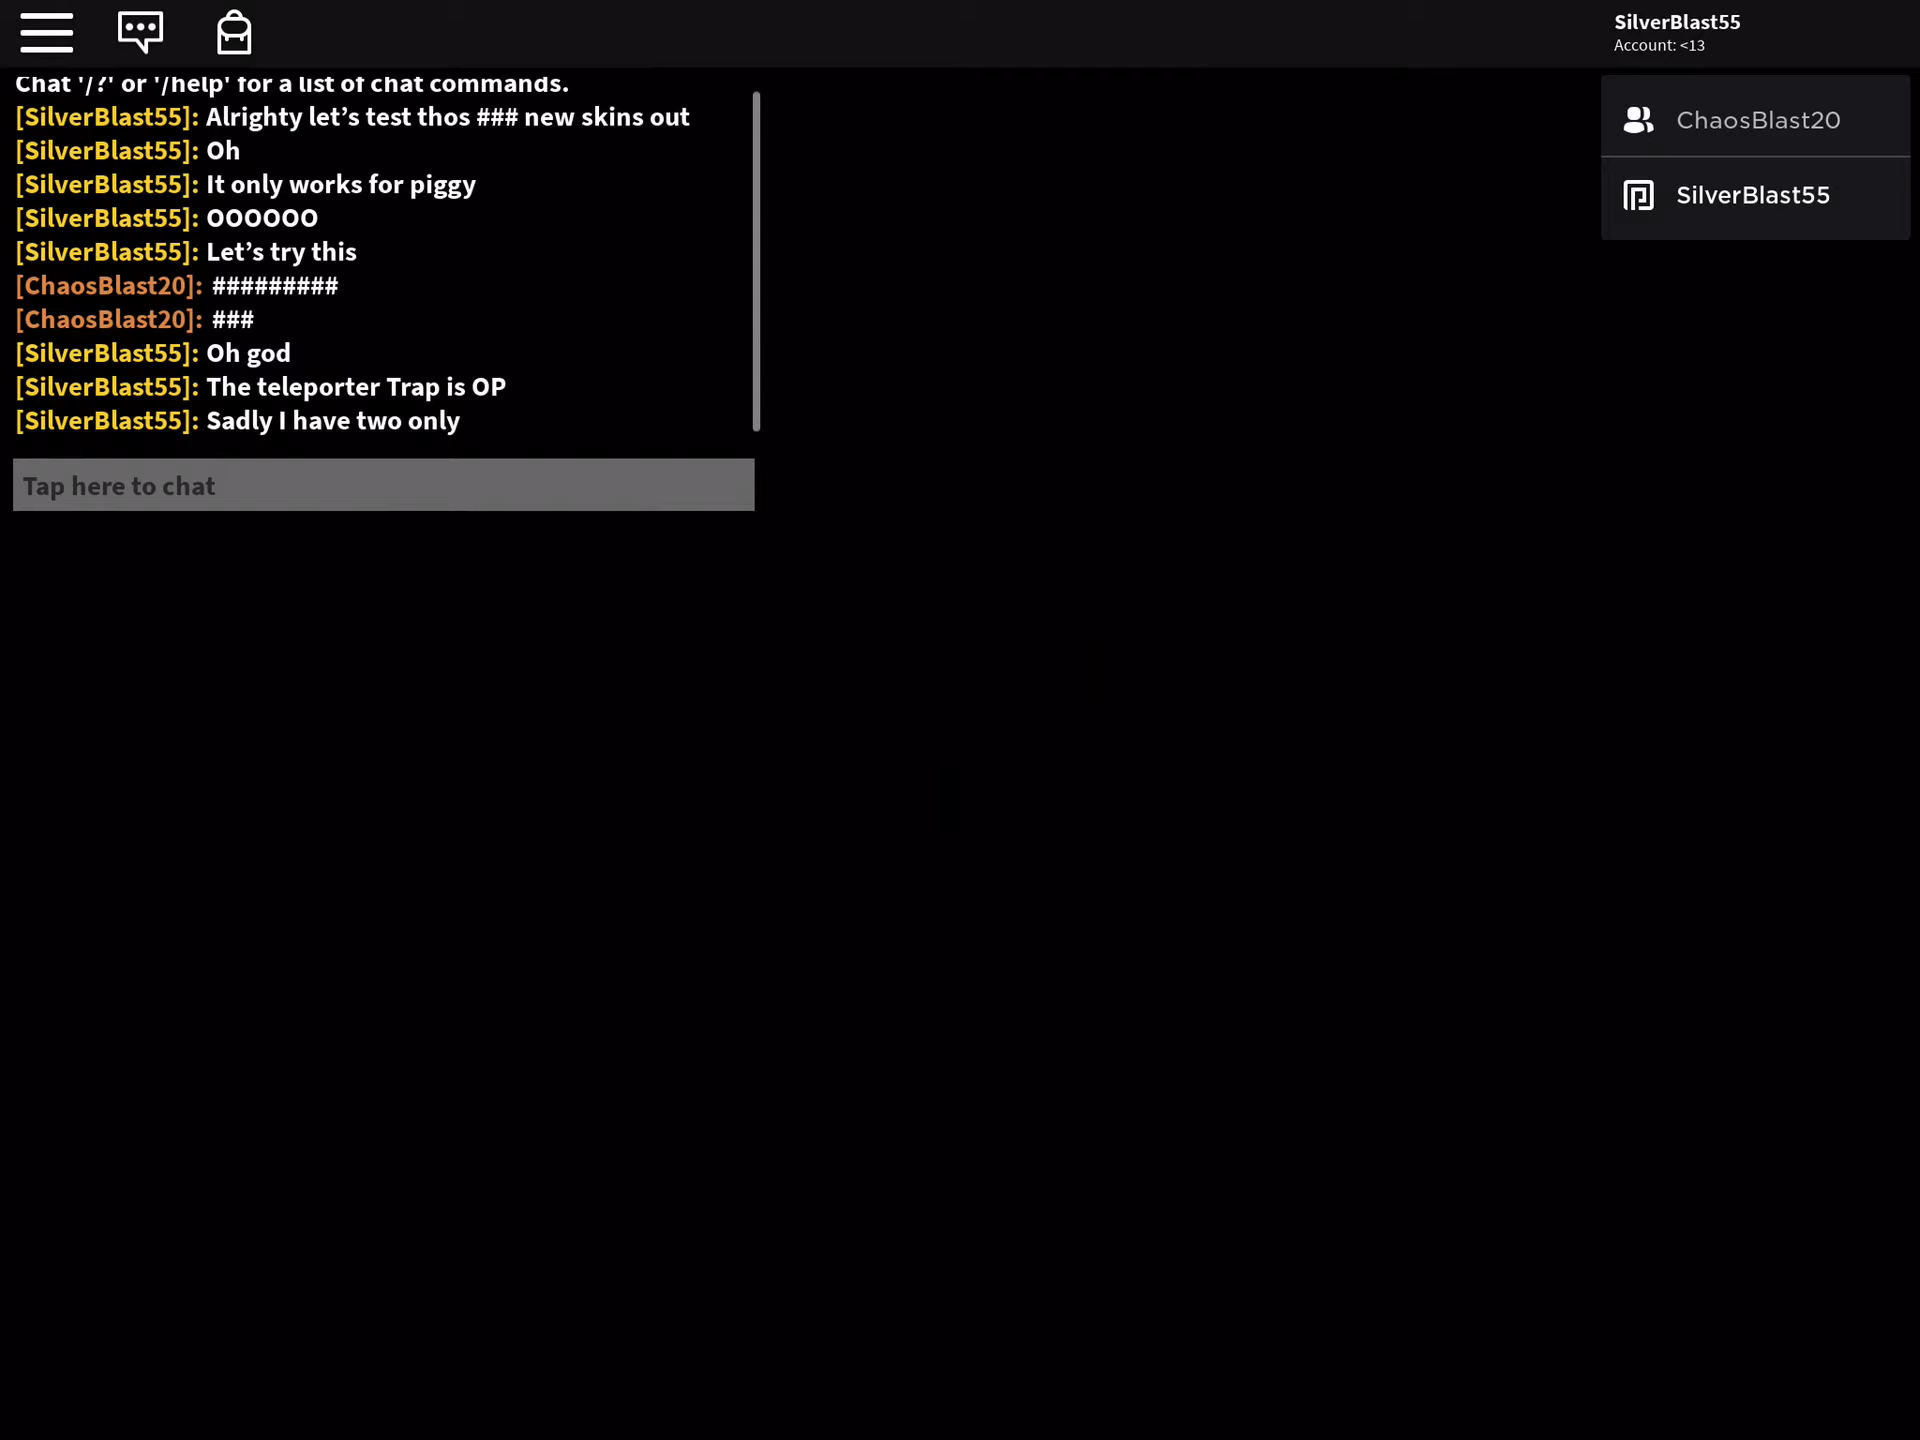 SilverBlast55
Account: <13
Chat '/?' or '/help' for a list of chat commands.
[SilverBlast55]: Alrighty let’s test thos ### new skins out
[SilverBlast55]: Oh
[SilverBlast55]: It only works for piggy
[SilverBlast55]: OOOOOO
[SilverBlast55]: Let’s try this
[ChaosBlast20]: #########
[ChaosBlast20]: ###
[SilverBlast55]: Oh god
[SilverBlast55]: The teleporter Trap is OP
[SilverBlast55]: Sadly I have two only
Tap here to chat
ChaosBlast20
SilverBlast55